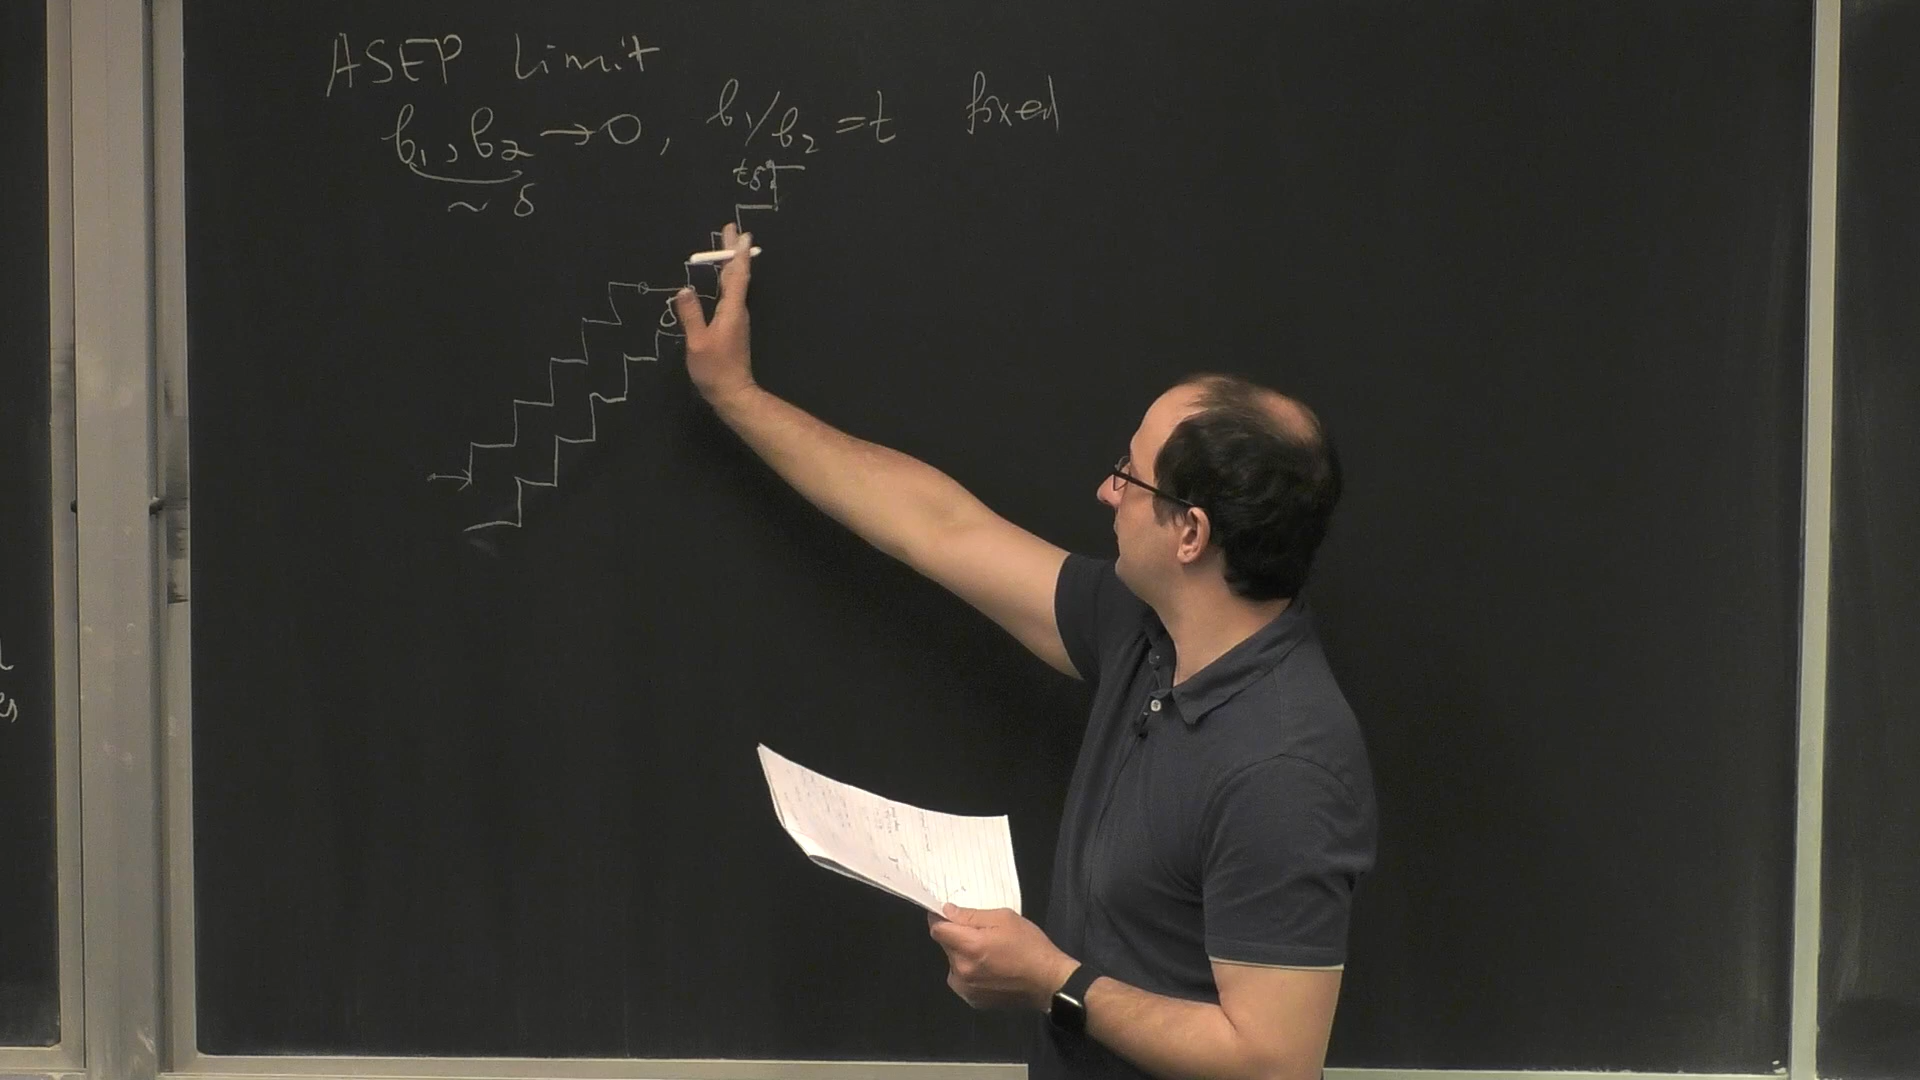 ASEP Limit
b₁, b₂ → 0, b₁/b₂ = t fixed
~ δ
tδ
δ